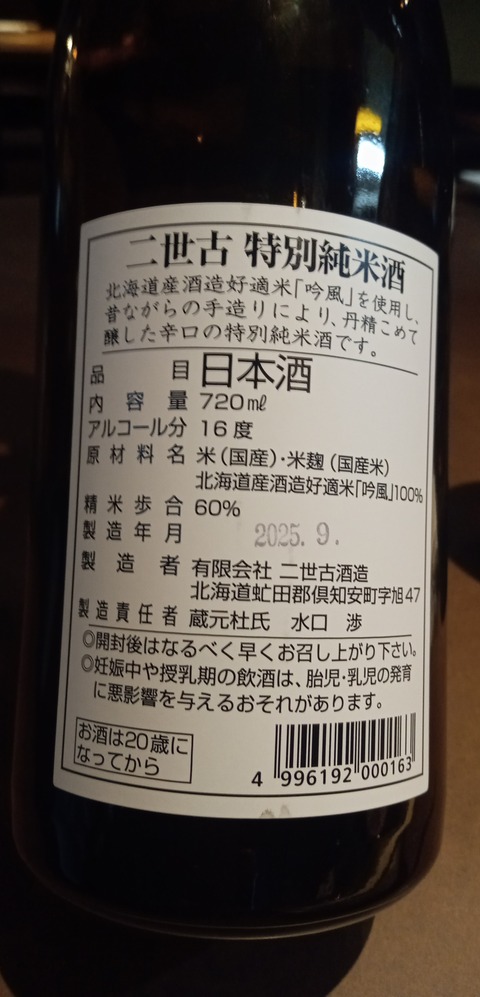 二世古 特別純米酒
北海道産酒造好適米｢吟風｣を使用し、
昔ながらの手造りにより、丹精こめて
醸した辛口の特別純米酒です。
品 目 日本酒
内 容 量 720㎖
アルコール分 16度
原 材 料 名 米(国産)･米麹(国産米)
北海道産酒造好適米｢吟風｣100%
精 米 歩 合 60%
製 造 年 月 2025. 9.
製 造 者 有限会社 二世古酒造
北海道虻田郡倶知安町字旭47
製 造 責 任 者 蔵元杜氏 水口 渉
◎開封後はなるべく早くお召し上がり下さい。
◎妊娠中や授乳期の飲酒は、胎児･乳児の発育
に悪影響を与えるおそれがあります。
お酒は20歳に
なってから
4 996192 000163